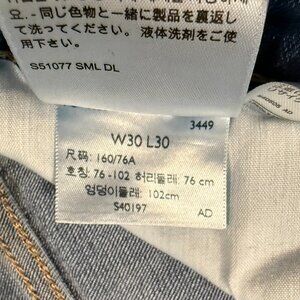 ..同じ色物と一緒に製品を裏返し
て洗ってください。液体洗剤をご使
用下さい。
S51077 SML DL
3449
W30 L30
尺码: 160/76A
호칭: 76 -102 허리둘레: 76 cm
엉덩이둘레: 102cm
S40197 AD